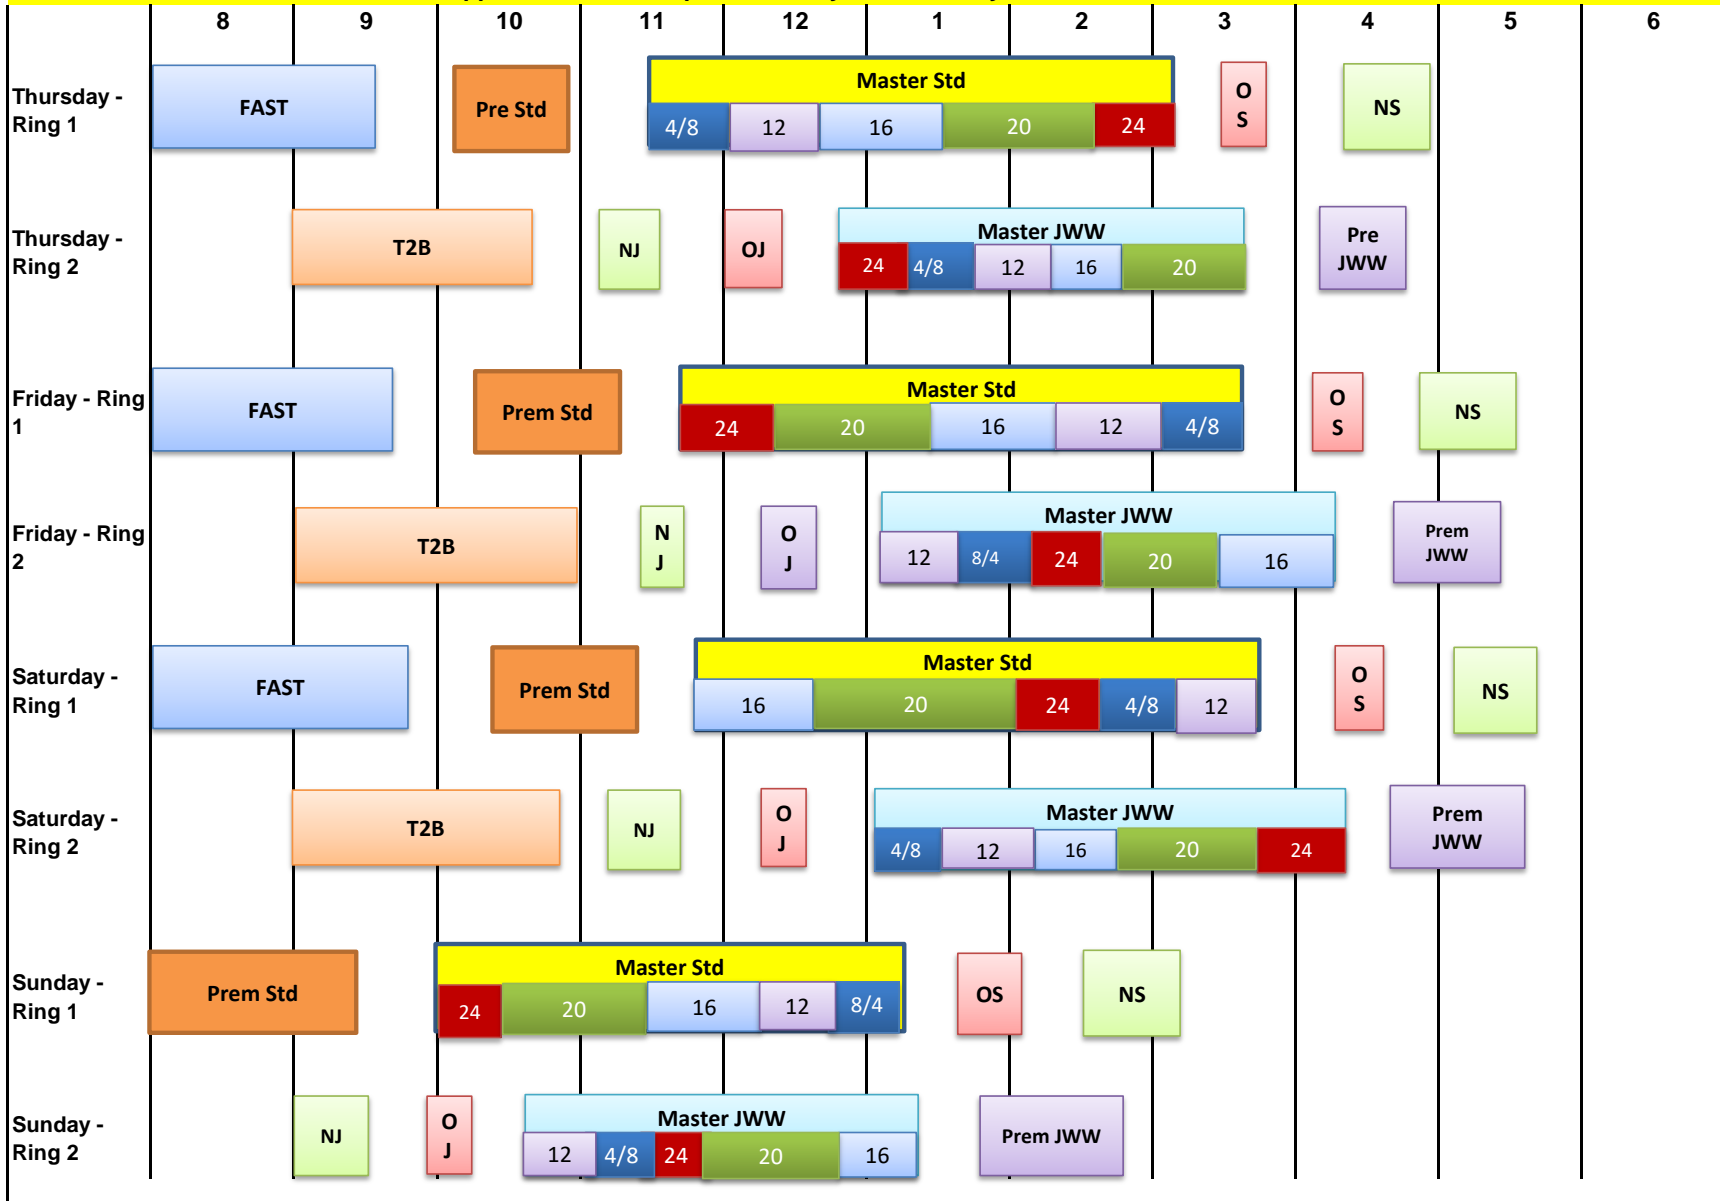 8 9 10 11 12 1 2 3 4 5 6
Thursday -
Ring 1
FAST
Pre Std
Master Std
4/8 12 16 20 24
O
S
NS
Thursday -
Ring 2
T2B
NJ
OJ
Master JWW
24 4/8 12 16 20
Pre
JWW
Friday - Ring
1
FAST
Prem Std
Master Std
24 20 16 12 4/8
O
S
NS
Friday - Ring
2
T2B
N
J
O
J
Master JWW
12 8/4 24 20 16
Prem
JWW
Saturday -
Ring 1
FAST
Prem Std
Master Std
16 20 24 4/8 12
O
S
NS
Saturday -
Ring 2
T2B
NJ
O
J
Master JWW
4/8 12 16 20 24
Prem
JWW
Sunday -
Ring 1
Prem Std
Master Std
24 20 16 12 8/4
OS
NS
Sunday -
Ring 2
NJ
O
J
Master JWW
12 4/8 24 20 16
Prem JWW